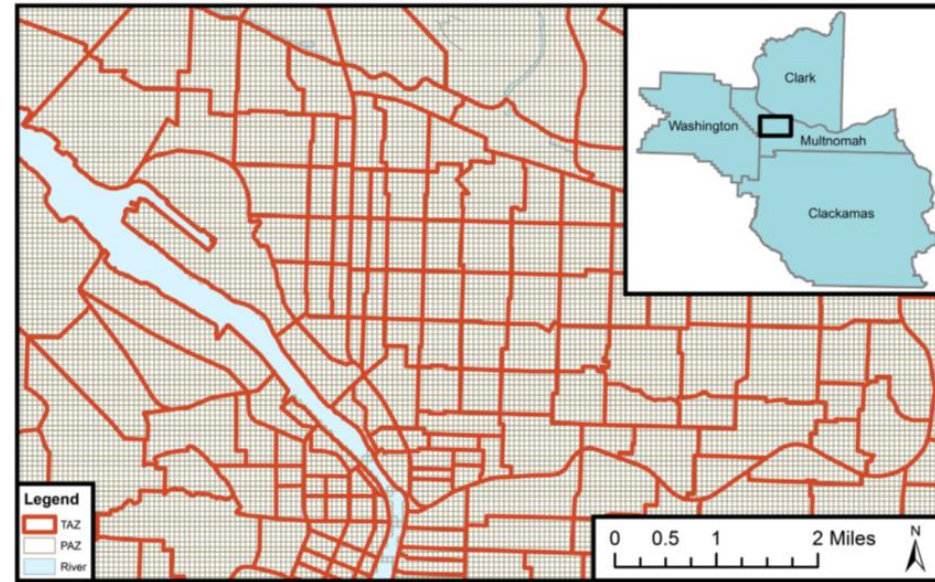 Clark
Washington
Multnomah
Clackamas
Legend
TAZ
PAZ
River
0 0.5 1 2 Miles
N